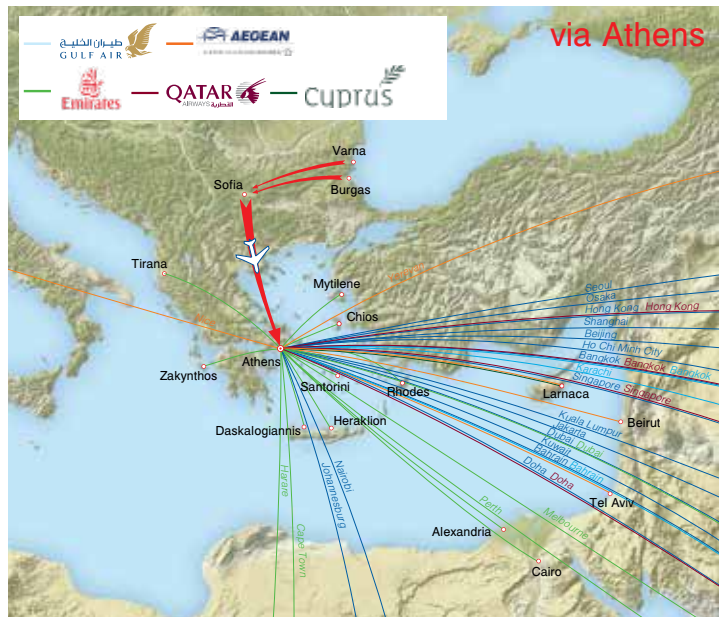 via Athens
طيران الخليج
GULF AIR
AEGEAN
Emirates
QATAR
AIRWAYS القطرية
CYPRUS
Varna
Sofia
Burgas
Tirana
Mytilene
Chios
Athens
Zakynthos
Santorini
Rhodes
Larnaca
Beirut
Daskalogiannis
Heraklion
Tel Aviv
Alexandria
Cairo
Seoul
Osaka
Hong Kong Hong Kong
Shanghai
Beijing
Ho Chi Minh City
Bangkok Bangkok Bangkok
Karachi
Singapore Singapore
Kuala Lumpur
Jakarta
Dubai Dubai
Kuwait
Bahrain Bahrain
Doha Doha
Nairobi
Johannesburg
Harare
Cape Town
Perth
Melbourne